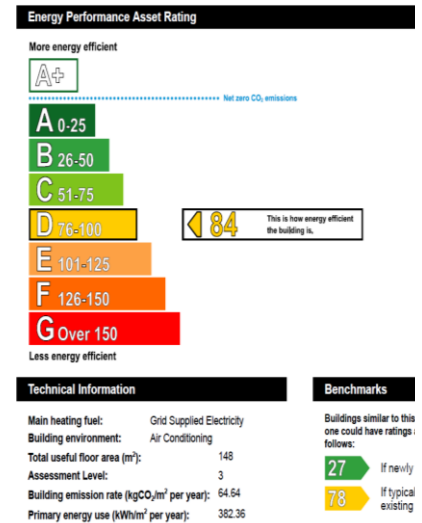 Energy Performance Asset Rating
More energy efficient
A+
Net zero CO₂ emissions
A 0-25
B 26-50
C 51-75
D 76-100
84
This is how energy efficient
the building is.
E 101-125
F 126-150
G Over 150
Less energy efficient
Technical Information
Main heating fuel: Grid Supplied Electricity
Building environment: Air Conditioning
Total useful floor area (m²): 148
Assessment Level: 3
Building emission rate (kgCO₂/m² per year): 64.64
Primary energy use (kWh/m² per year): 382.36
Benchmarks
Buildings similar to this
one could have ratings
follows:
27 If newly
78 If typical
existing